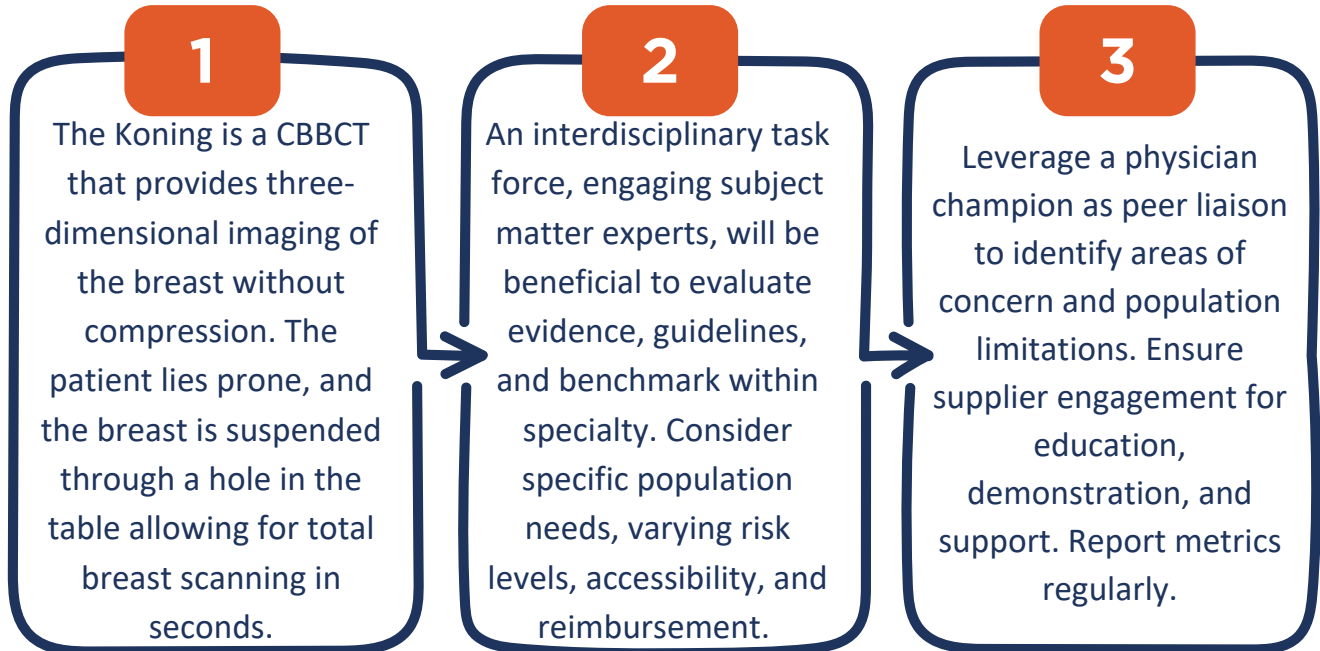 1
The Koning is a CBBCT
that provides three-
dimensional imaging of
the breast without
compression. The
patient lies prone, and
the breast is suspended
through a hole in the
table allowing for total
breast scanning in
seconds.
2
An interdisciplinary task
force, engaging subject
matter experts, will be
beneficial to evaluate
evidence, guidelines,
and benchmark within
specialty. Consider
specific population
needs, varying risk
levels, accessibility, and
reimbursement.
3
Leverage a physician
champion as peer liaison
to identify areas of
concern and population
limitations. Ensure
supplier engagement for
education,
demonstration, and
support. Report metrics
regularly.